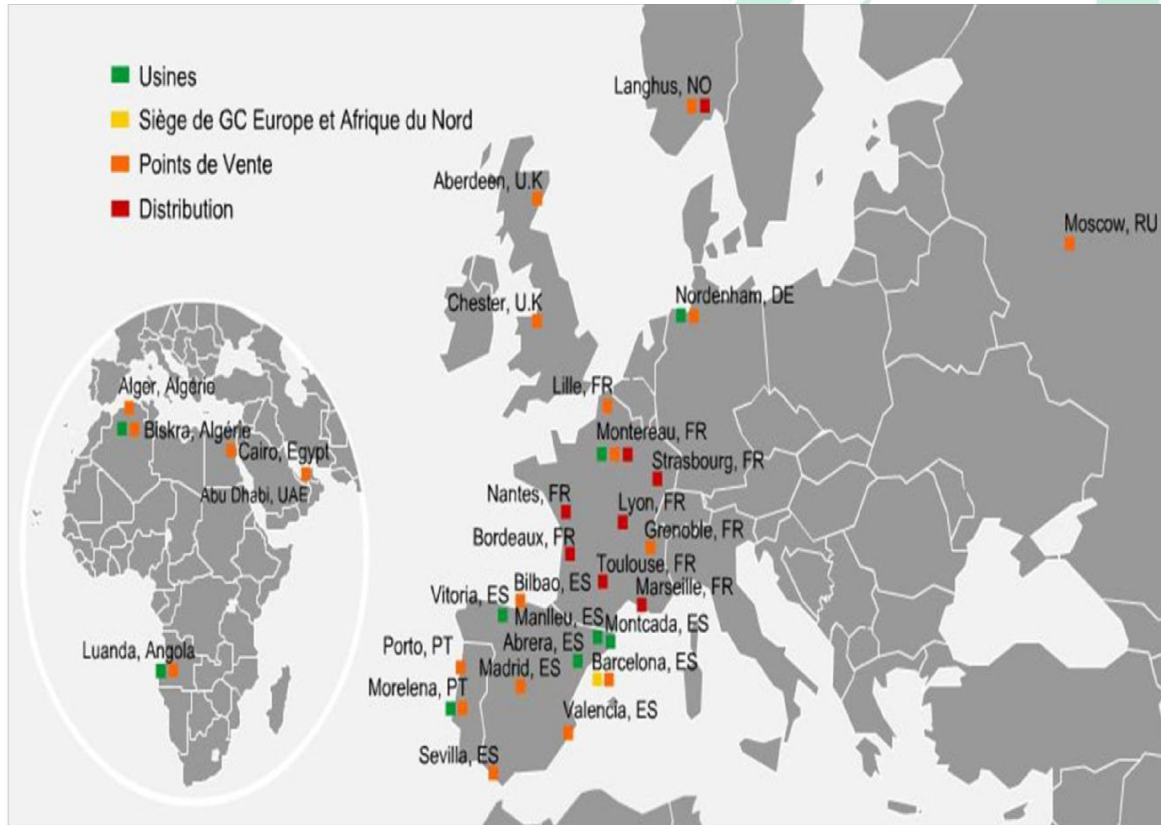 Usines
Siège de GC Europe et Afrique du Nord
Points de Vente
Distribution
Langhus, NO
Aberdeen, U.K
Moscow, RU
Chester, U.K
Nordenham, DE
Lille, FR
Montereau, FR
Strasbourg, FR
Nantes, FR
Lyon, FR
Bordeaux, FR
Grenoble, FR
Toulouse, FR
Bilbao, ES
Marseille, FR
Vitoria, ES
Manlleu, ES
Montcada, ES
Abrera, ES
Porto, PT
Madrid, ES
Barcelona, ES
Morelena, PT
Valencia, ES
Sevilla, ES
Alger, Algérie
Biskra, Algérie
Cairo, Egypt
Abu Dhabi, UAE
Luanda, Angola